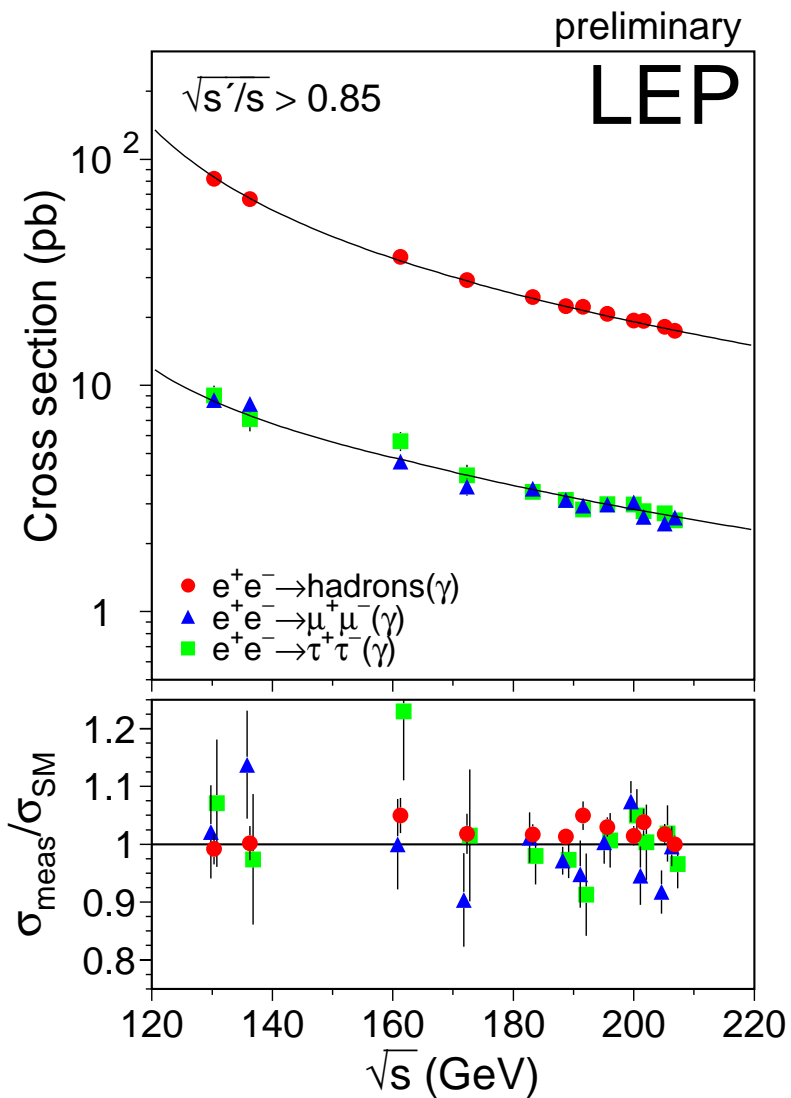 preliminary
√s´/s > 0.85
LEP
Cross section (pb)
10²
10
1
e⁺e⁻→hadrons(γ)
e⁺e⁻→μ⁺μ⁻(γ)
e⁺e⁻→τ⁺τ⁻(γ)
σmeas/σSM
1.2
1.1
1
0.9
0.8
120 140 160 180 200 220
√s (GeV)